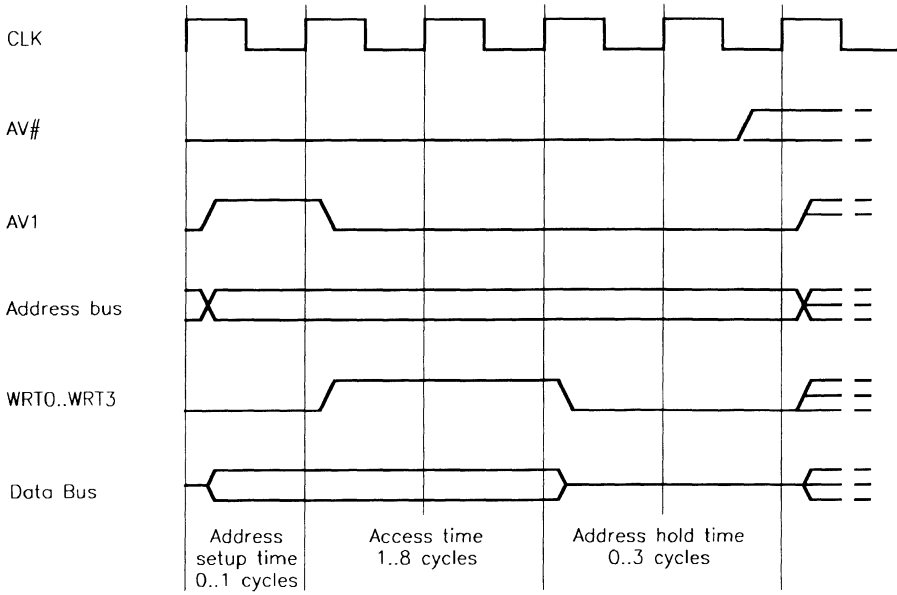 CLK
AV#
AV1
Address bus
WRT0..WRT3
Data Bus
Address
setup time
0..1 cycles
Access time
1..8 cycles
Address hold time
0..3 cycles